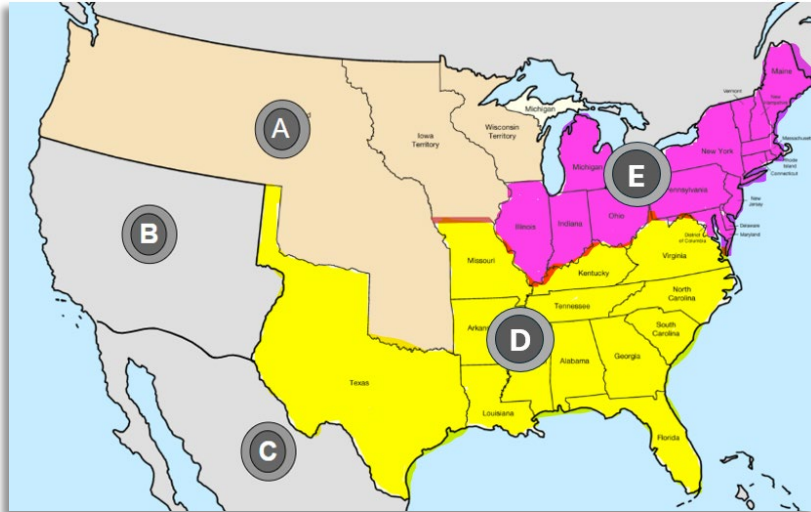 Maine
Vermont
New
Hampshire
Michigan
A
Iowa
Territory
Wisconsin
Territory
Massachusetts
Michigan
New York
Rhode
Island
Connecticut
E
Pennsylvania
New
Jersey
B
Illinois
Indiana
Ohio
Delaware
Maryland
District
of Columbia
Missouri
Virginia
Kentucky
North
Carolina
Tennessee
D
South
Carolina
Alabama
Georgia
Texas
Louisiana
Florida
C